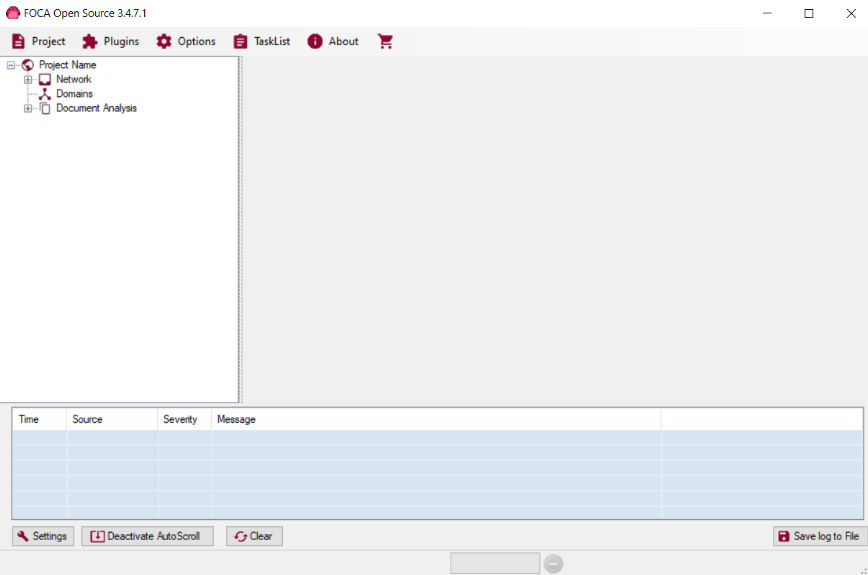 FOCA Open Source 3.4.7.1
Project Plugins Options TaskList About
Project Name
Network
Domains
Document Analysis
Time Source Severity Message
Settings Deactivate AutoScroll Clear Save log to File